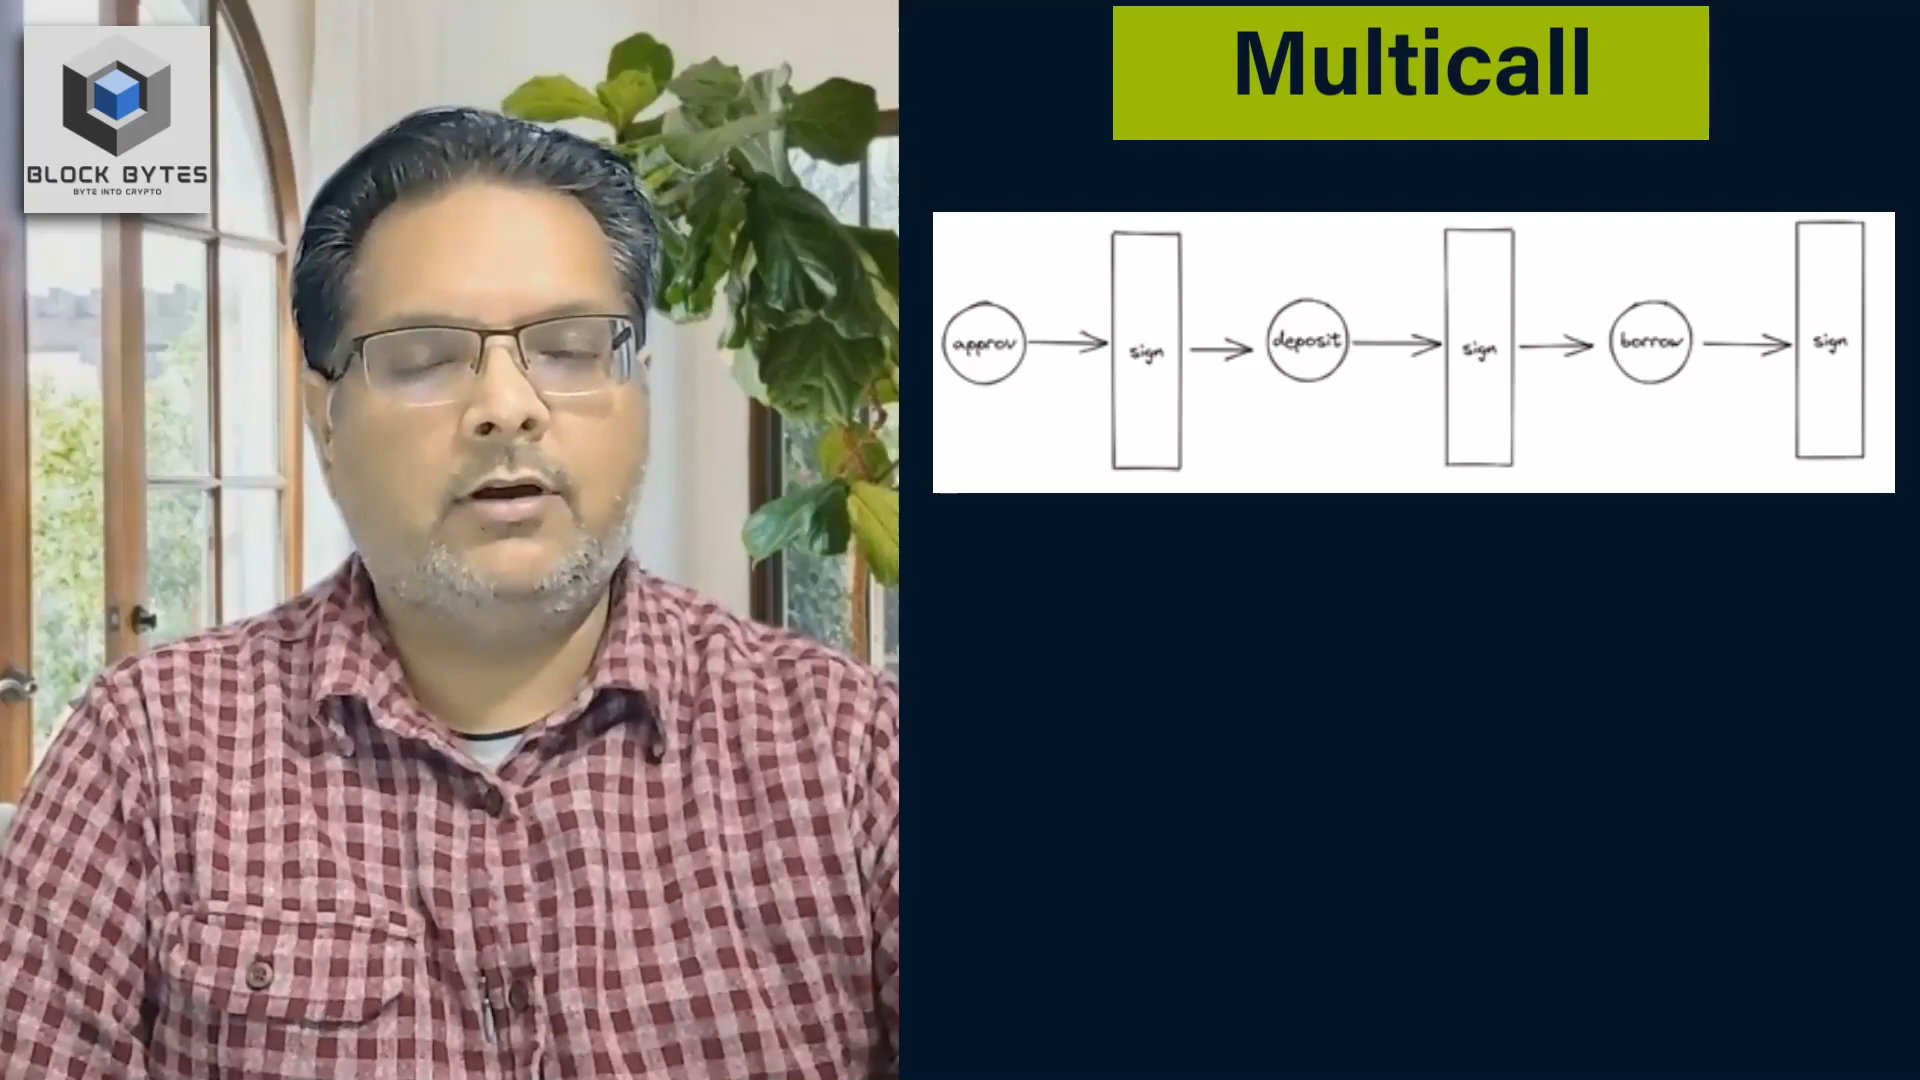 BLOCK BYTES
BYTE INTO CRYPTO
Multicall
approv
sign
deposit
sign
borrow
sign